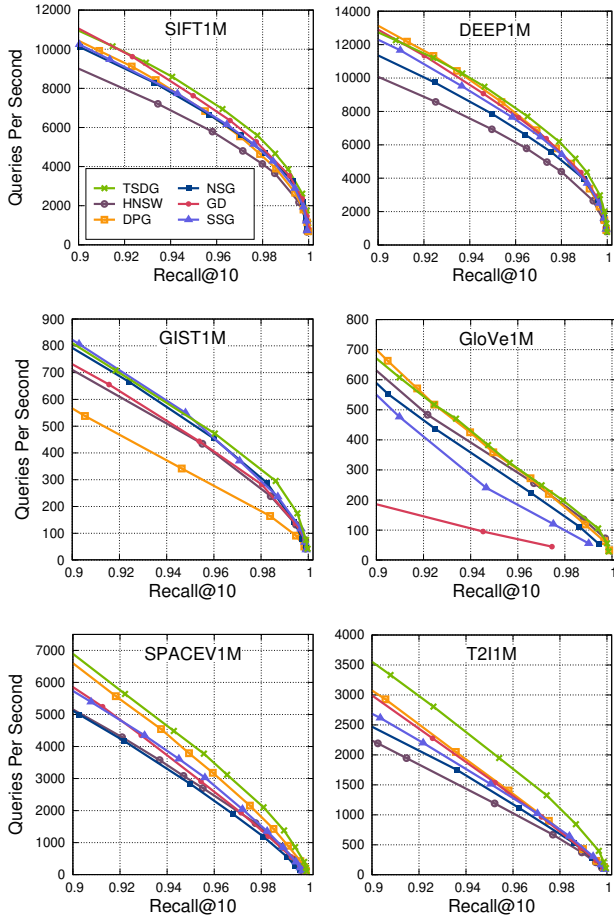 SIFT1M
Queries Per Second
12000
10000
8000
6000
4000
2000
0
TSDG
HNSW
DPG
NSG
GD
SSG
0.9 0.92 0.94 0.96 0.98 1
Recall@10
DEEP1M
14000
12000
10000
8000
6000
4000
2000
0
0.9 0.92 0.94 0.96 0.98 1
Recall@10
GIST1M
Queries Per Second
900
800
700
600
500
400
300
200
100
0
0.9 0.92 0.94 0.96 0.98 1
Recall@10
GloVe1M
800
700
600
500
400
300
200
100
0
0.9 0.92 0.94 0.96 0.98 1
Recall@10
SPACEV1M
Queries Per Second
7000
6000
5000
4000
3000
2000
1000
0
0.9 0.92 0.94 0.96 0.98 1
Recall@10
T2I1M
4000
3500
3000
2500
2000
1500
1000
500
0
0.9 0.92 0.94 0.96 0.98 1
Recall@10